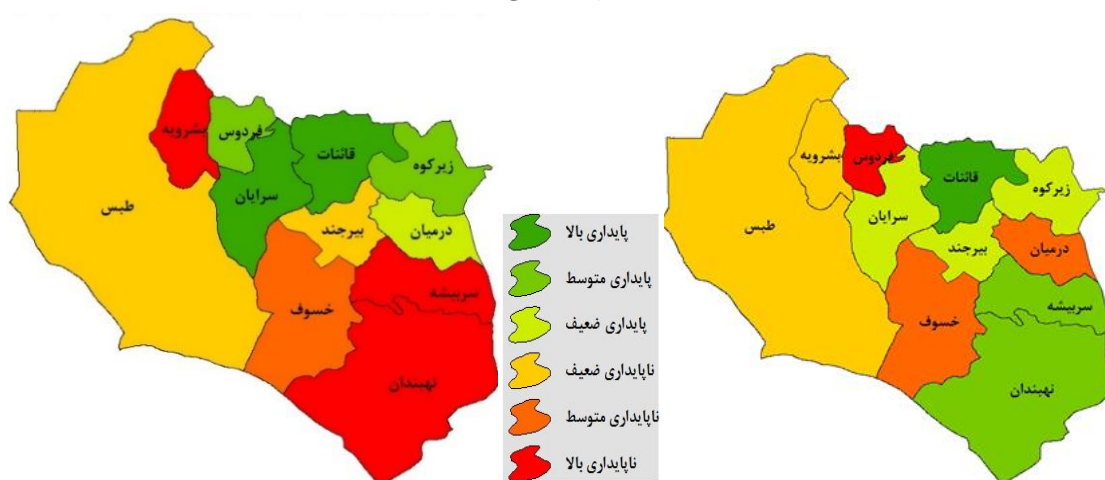 بشرویه
فردوس
قائنات
زیرکوه
سرایان
طبس
بیرجند
درمیان
سربیشه
خسوف
نهبندان
پایداری بالا
پایداری متوسط
پایداری ضعیف
ناپایداری ضعیف
ناپایداری متوسط
ناپایداری بالا
بشرویه
فردوس
قائنات
زیرکوه
سرایان
طبس
بیرجند
درمیان
سربیشه
خسوف
نهبندان